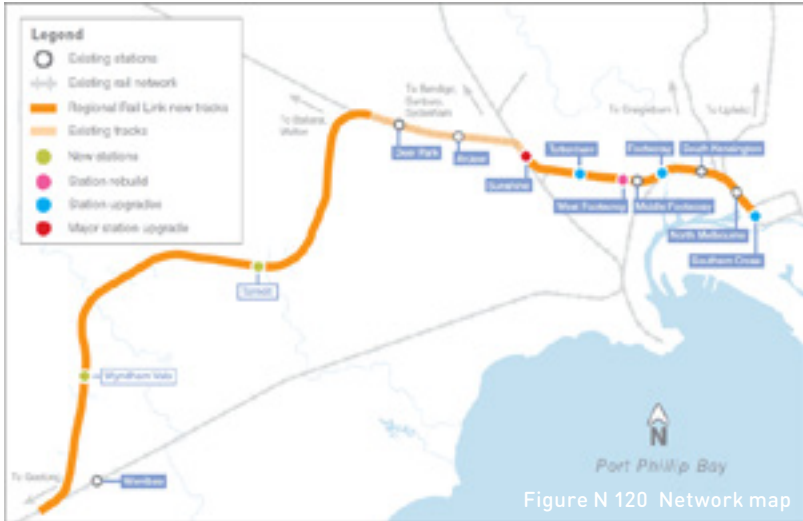 Legend
Existing stations
Existing rail network
Regional Rail Link new tracks
Existing tracks
New stations
Station rebuild
Station upgrades
Major station upgrade
To Ballarat,
Melton
To Bendigo,
Sunbury,
Sydenham
To Craigieburn
To Upfield
Deer Park
Ardeer
Sunshine
Tottenham
West Footscray
Middle Footscray
Footscray
South Kensington
North Melbourne
Southern Cross
Tarneit
Wyndham Vale
To Geelong
Werribee
N
Port Phillip Bay
Figure N 120 Network map